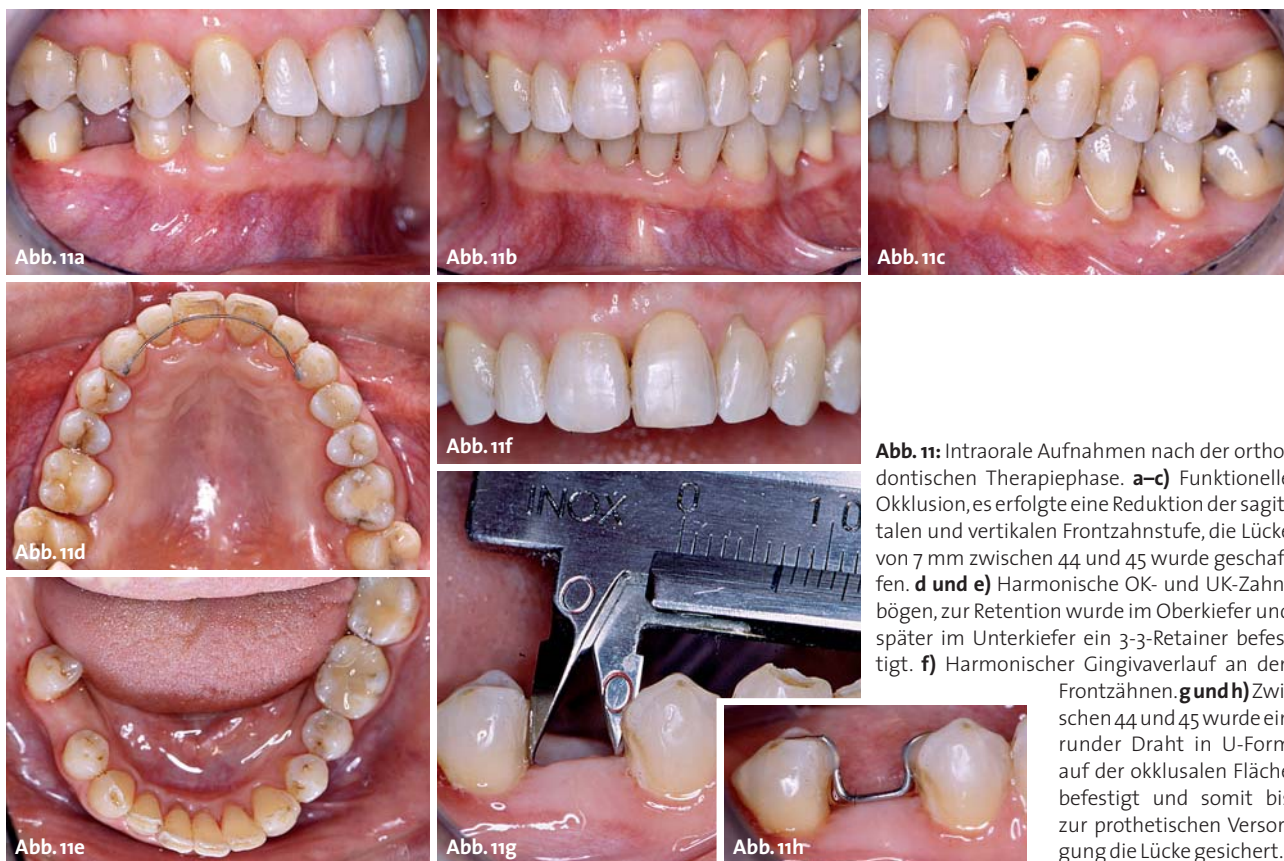 Abb. 11a
Abb. 11b
Abb. 11c
Abb. 11d
Abb. 11f
Abb. 11e
INOX 0 1 0
Abb. 11g
Abb. 11h
Abb. 11: Intraorale Aufnahmen nach der ortho
dontischen Therapiephase. a–c) Funktionelle
Okklusion, es erfolgte eine Reduktion der sagit
talen und vertikalen Frontzahnstufe, die Lücke
von 7 mm zwischen 44 und 45 wurde geschaf
fen. d und e) Harmonische OK- und UK-Zahn
bögen, zur Retention wurde im Oberkiefer und
später im Unterkiefer ein 3-3-Retainer befes
tigt. f) Harmonischer Gingivaverlauf an den
Frontzähnen. g und h) Zwi
schen 44 und 45 wurde ein
runder Draht in U-Form
auf der okklusalen Fläche
befestigt und somit bis
zur prothetischen Versor
gung die Lücke gesichert.